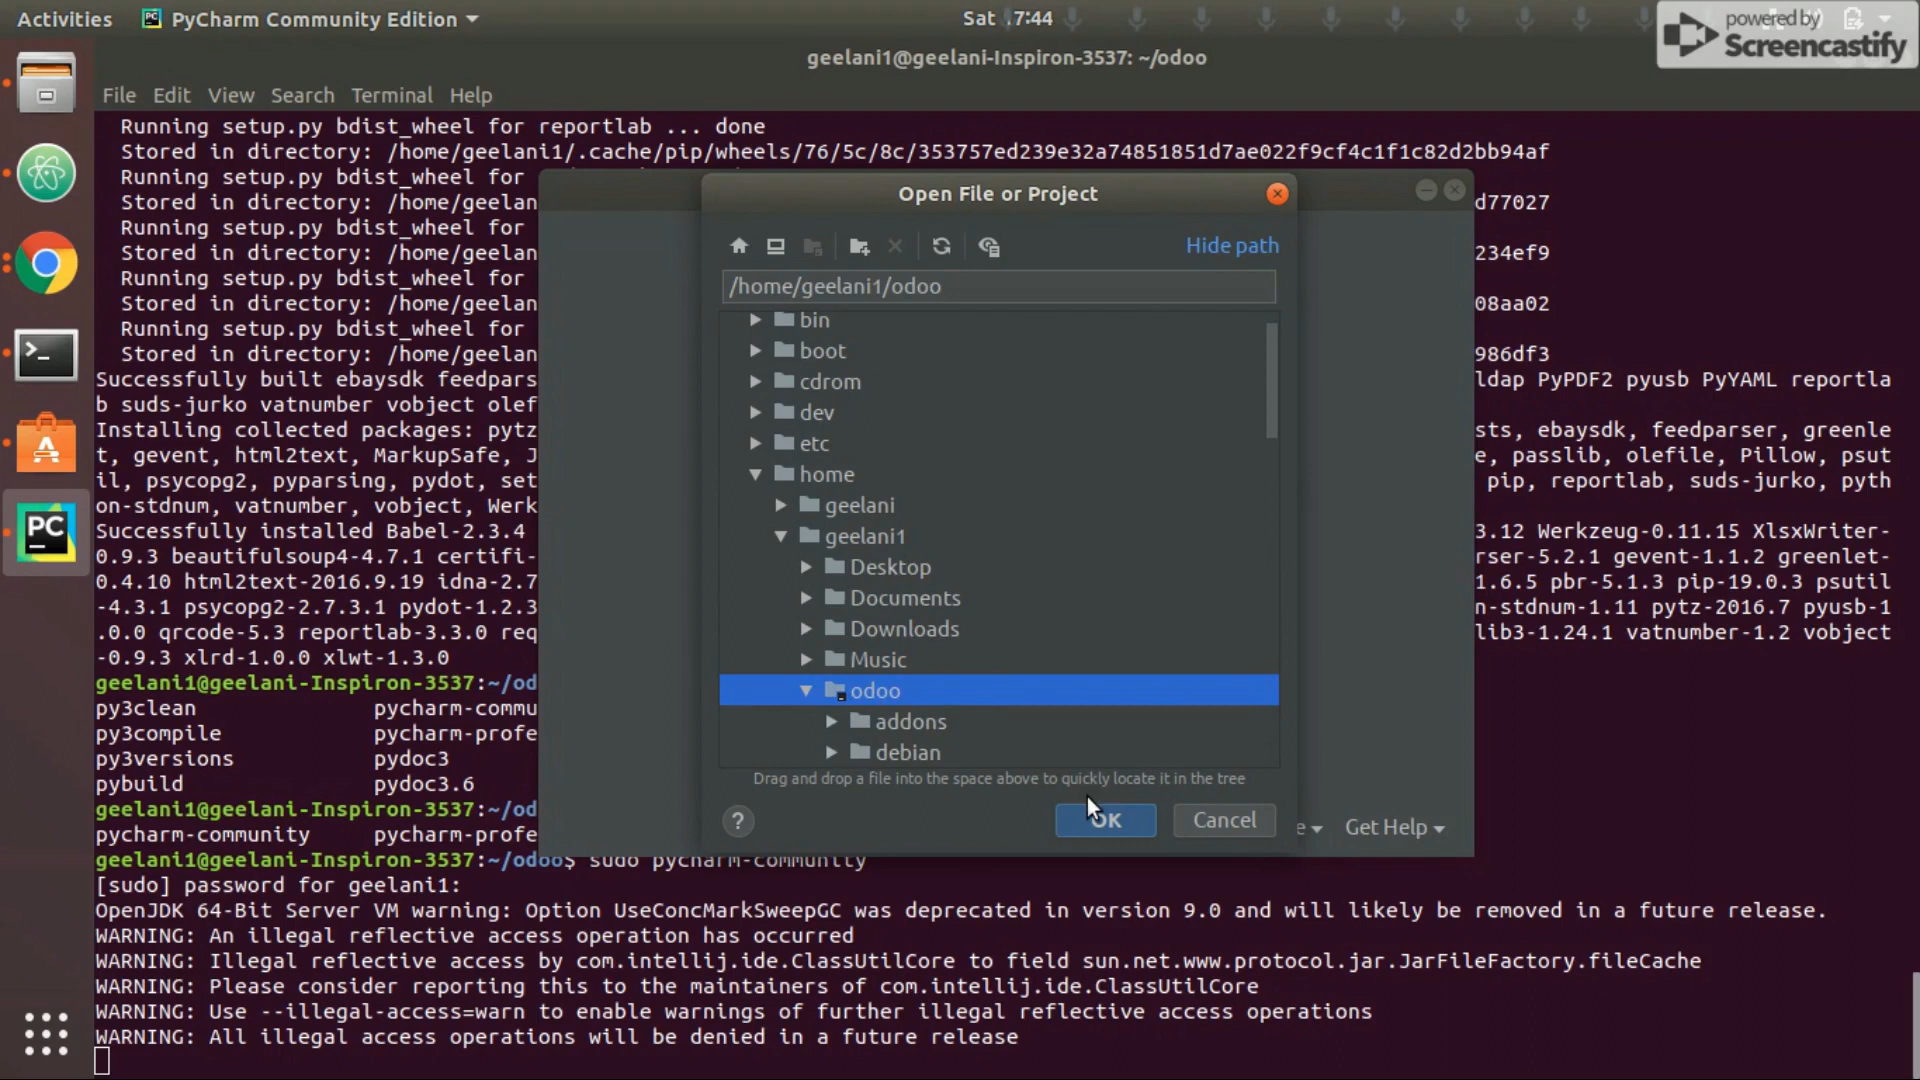 Activities PyCharm Community Edition Sat 17:44
powered by
Screencastify
geelani1@geelani-Inspiron-3537: ~/odoo
File Edit View Search Terminal Help
Running setup.py bdist_wheel for reportlab ... done
Stored in directory: /home/geelani1/.cache/pip/wheels/76/5c/8c/353757ed239e32a74851851d7ae022f9cf4c1f1c82d2bb94af
Running setup.py bdist_wheel for
Stored in directory: /home/geelan
d77027
Running setup.py bdist_wheel for
Stored in directory: /home/geelan
234ef9
Running setup.py bdist_wheel for
Stored in directory: /home/geelan
08aa02
Running setup.py bdist_wheel for
Stored in directory: /home/geelan
986df3
Successfully built ebaysdk feedpars
ldap PyPDF2 pyusb PyYAML reportla
b suds-jurko vatnumber vobject olef
Installing collected packages: pytz
sts, ebaysdk, feedparser, greenle
t, gevent, html2text, MarkupSafe, J
e, passlib, olefile, Pillow, psut
il, psycopg2, pyparsing, pydot, set
pip, reportlab, suds-jurko, pyth
on-stdnum, vatnumber, vobject, Werk
Successfully installed Babel-2.3.4
3.12 Werkzeug-0.11.15 XlsxWriter-
0.9.3 beautifulsoup4-4.7.1 certifi-
rser-5.2.1 gevent-1.1.2 greenlet-
0.4.10 html2text-2016.9.19 idna-2.7
1.6.5 pbr-5.1.3 pip-19.0.3 psutil
-4.3.1 psycopg2-2.7.3.1 pydot-1.2.3
n-stdnum-1.11 pytz-2016.7 pyusb-1
.0.0 qrcode-5.3 reportlab-3.3.0 req
lib3-1.24.1 vatnumber-1.2 vobject
-0.9.3 xlrd-1.0.0 xlwt-1.3.0
geelani1@geelani-Inspiron-3537:~/od
py3clean pycharm-commu
py3compile pycharm-profe
py3versions pydoc3
pybuild pydoc3.6
geelani1@geelani-Inspiron-3537:~/od
pycharm-community pycharm-profe
geelani1@geelani-Inspiron-3537:~/odoo$ sudo pycharm-community
[sudo] password for geelani1:
OpenJDK 64-Bit Server VM warning: Option UseConcMarkSweepGC was deprecated in version 9.0 and will likely be removed in a future release.
WARNING: An illegal reflective access operation has occurred
WARNING: Illegal reflective access by com.intellij.ide.ClassUtilCore to field sun.net.www.protocol.jar.JarFileFactory.fileCache
WARNING: Please consider reporting this to the maintainers of com.intellij.ide.ClassUtilCore
WARNING: Use --illegal-access=warn to enable warnings of further illegal reflective access operations
WARNING: All illegal access operations will be denied in a future release
Open File or Project
Hide path
/home/geelani1/odoo
bin
boot
cdrom
dev
etc
home
geelani
geelani1
Desktop
Documents
Downloads
Music
odoo
addons
debian
Drag and drop a file into the space above to quickly locate it in the tree
? OK Cancel
e Get Help
PC